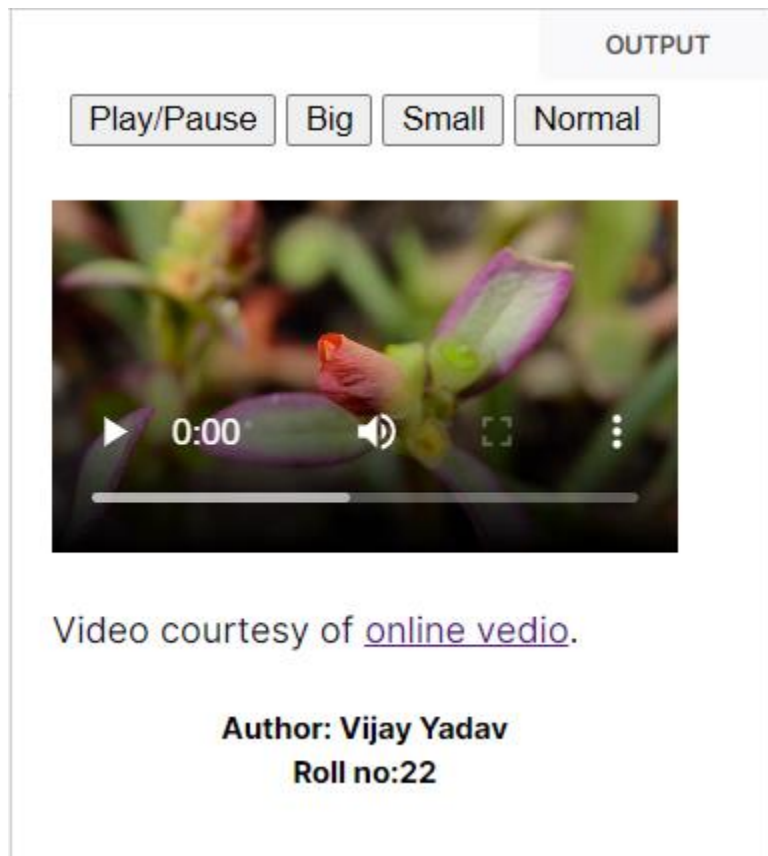 OUTPUT
Play/Pause Big Small Normal
0:00
Video courtesy of online vedio.
Author: Vijay Yadav
Roll no:22